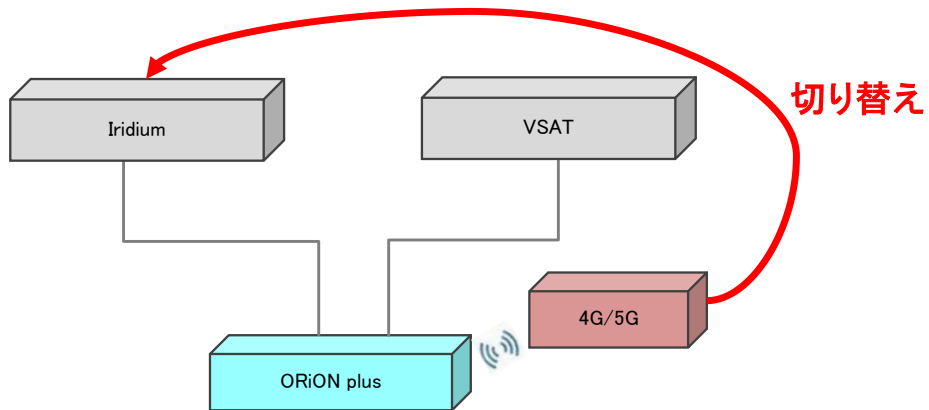 切り替え
Iridium
VSAT
4G/5G
ORiON plus